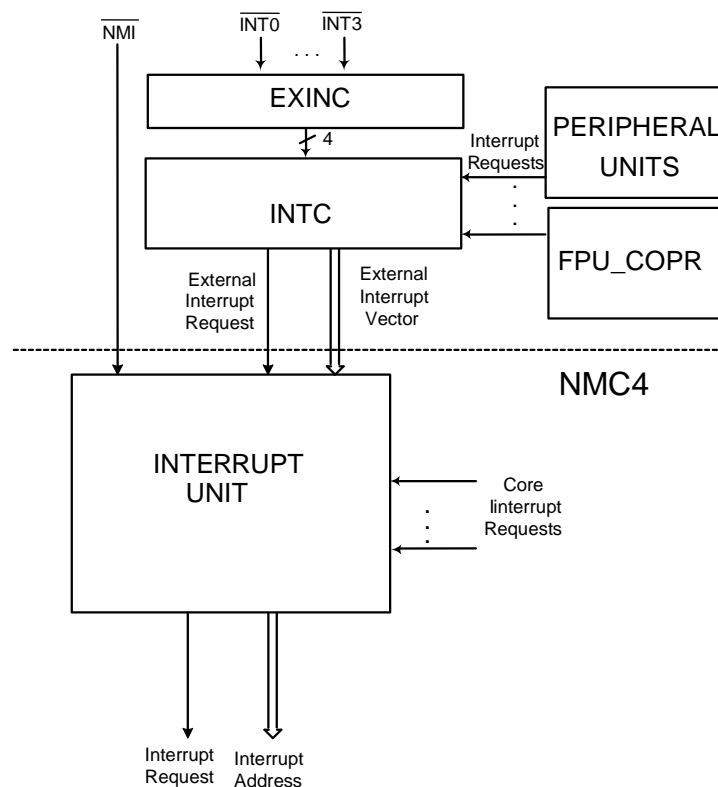 NMI
INT0 . . . INT3
EXINC
4
INTC
Interrupt
Requests
PERIPHERAL
UNITS
FPU_COPR
External
Interrupt
Request
External
Interrupt
Vector
NMC4
INTERRUPT
UNIT
Core
Iinterrupt
Requests
Interrupt
Request
Interrupt
Address